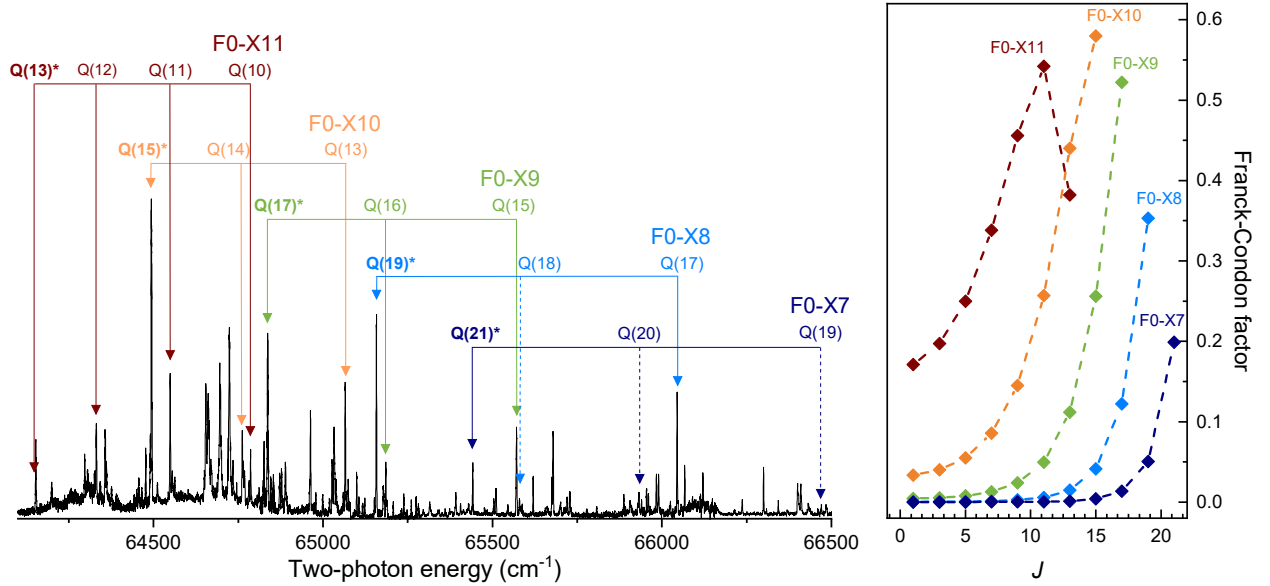 F0-X11
Q(13)* Q(12) Q(11) Q(10)
F0-X10
Q(15)* Q(14) Q(13)
F0-X9
Q(17)* Q(16) Q(15)
F0-X8
Q(19)* Q(18) Q(17)
F0-X7
Q(21)* Q(20) Q(19)
64500 65000 65500 66000 66500
Two-photon energy (cm-1)
F0-X11
F0-X10
F0-X9
F0-X8
F0-X7
0.6
0.5
0.4
0.3
0.2
0.1
0.0
Franck-Condon factor
0 5 10 15 20
J